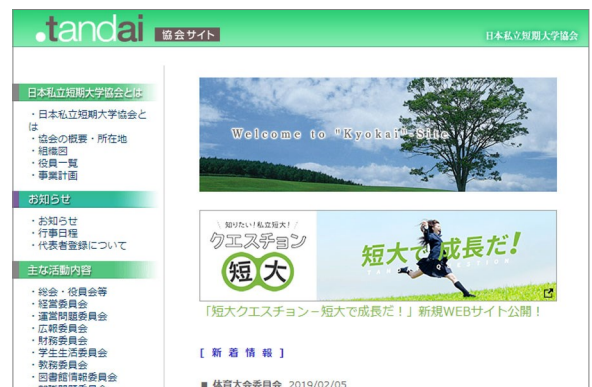 .tandai 協会サイト
日本私立短期大学協会
日本私立短期大学協会とは
・日本私立短期大学協会と
は
・協会の概要・所在地
・組織図
・役員一覧
・事業計画
お知らせ
・お知らせ
・行事日程
・代表者登録について
主な活動内容
・総会・役員会等
・経営委員会
・運営問題委員会
・広報委員会
・財務委員会
・学生生活委員会
・教務委員会
・図書館情報委員会
Welcome to "Kyokai" Site
知りたい!私立短大!
クエスチョン
短大
短大で成長だ!
「短大クエスチョン－短大で成長だ！」新規WEBサイト公開！
[ 新 着 情 報 ]
■ 体育大会委員会 2019/02/05